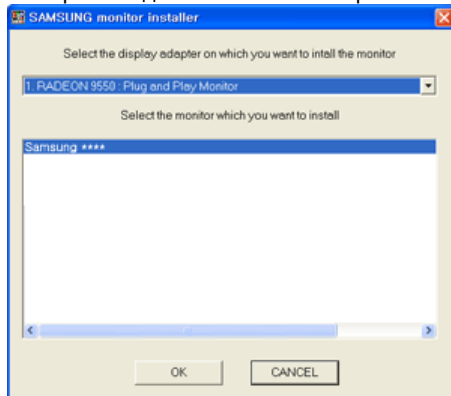 SAMSUNG monitor installer
Select the display adapter on which you want to intall the monitor
1. RADEON 9550 : Plug and Play Monitor
Select the monitor which you want to install
Samsung ****
OK
CANCEL